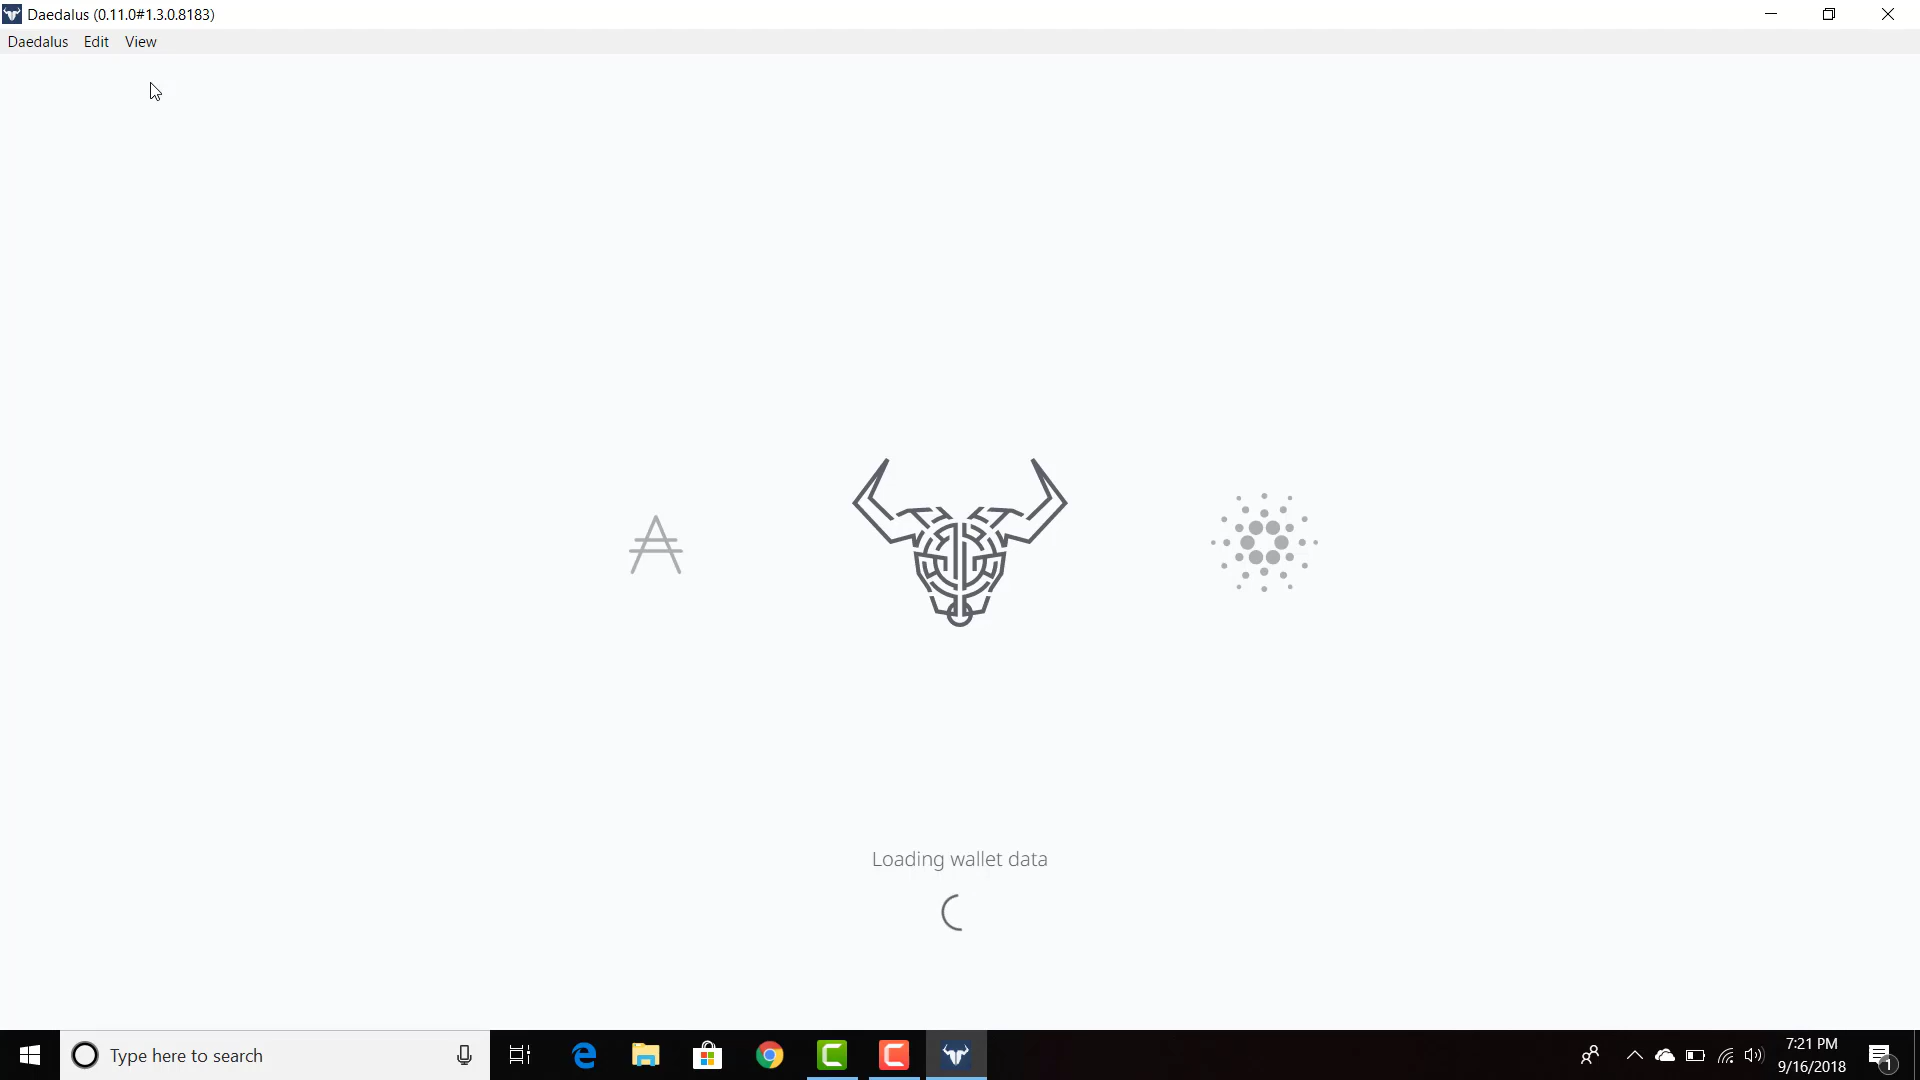 Daedalus (0.11.0#1.3.0.8183)
Daedalus Edit View
Loading wallet data
Type here to search
7:21 PM
9/16/2018
1